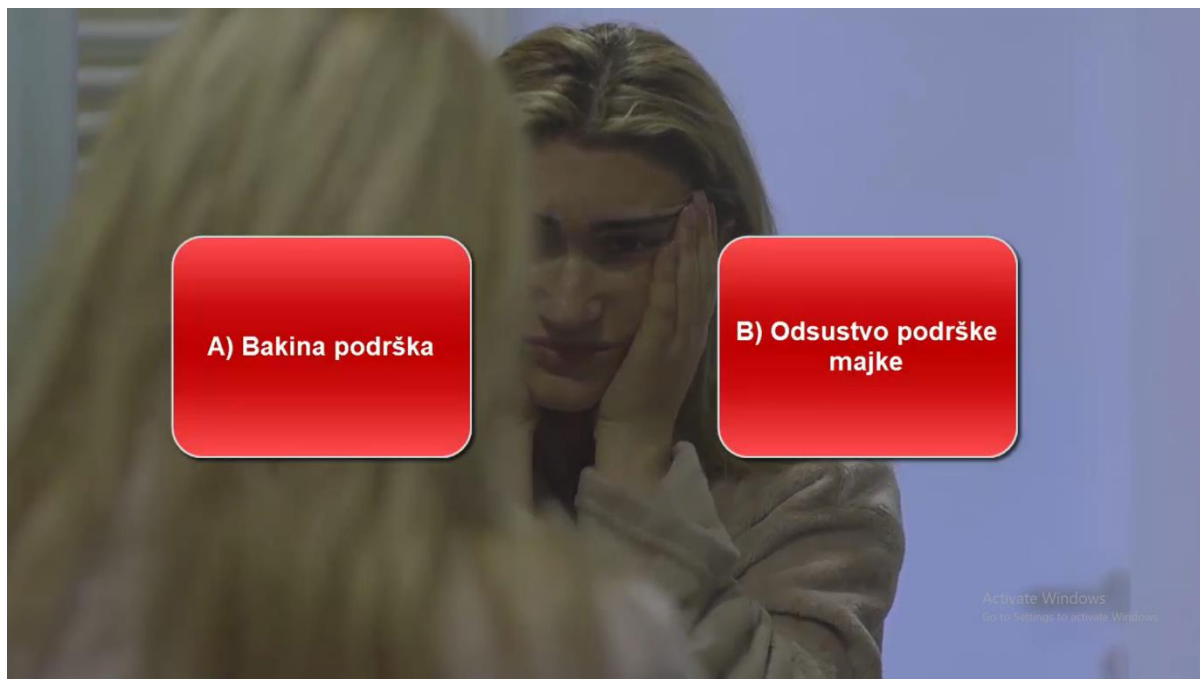 A) Bakina podrška
B) Odsustvo podrške
majke
Activate Windows
Go to Settings to activate Windows.